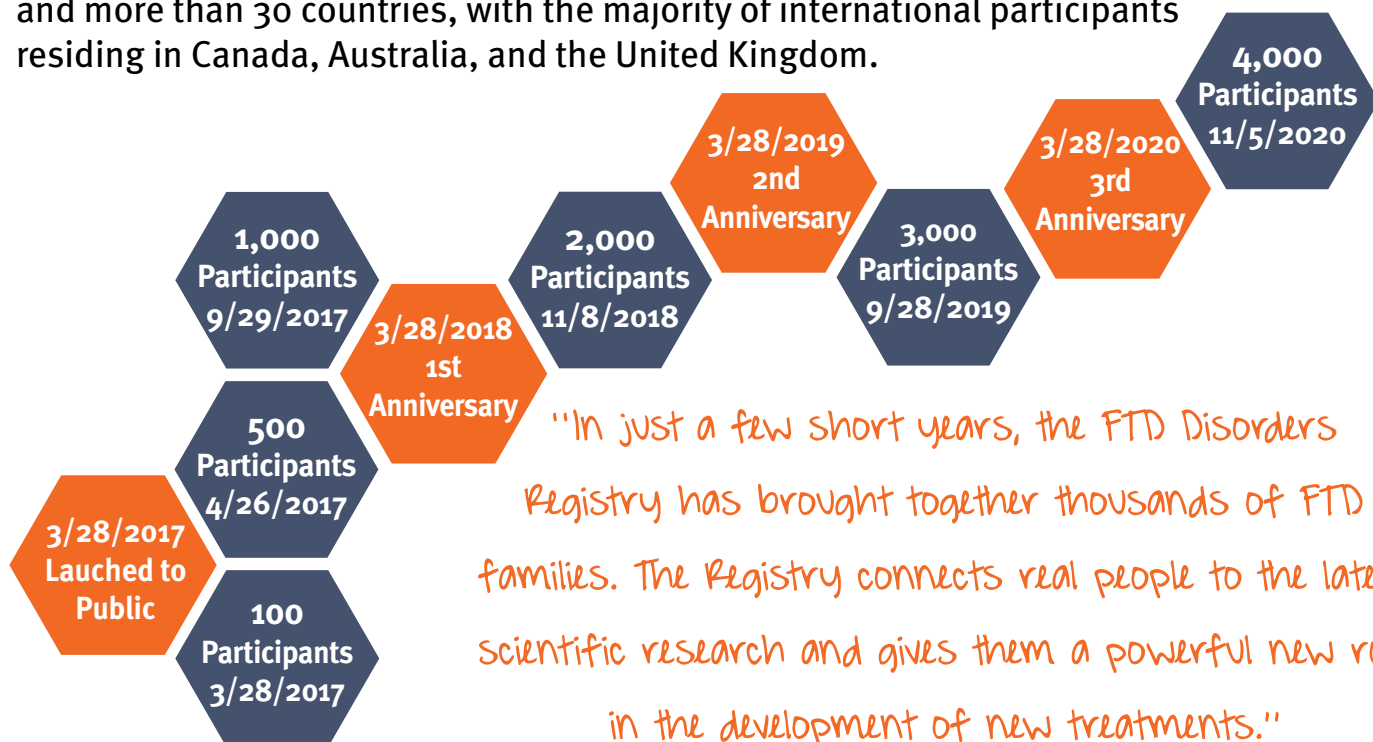 and more than 30 countries, with the majority of international participants
residing in Canada, Australia, and the United Kingdom.
4,000
Participants
11/5/2020
3/28/2019
2nd
Anniversary
3/28/2020
3rd
Anniversary
1,000
Participants
9/29/2017
2,000
Participants
11/8/2018
3,000
Participants
9/28/2019
3/28/2018
1st
Anniversary
500
Participants
4/26/2017
3/28/2017
Lauched to
Public
100
Participants
3/28/2017
"In just a few short years, the FTD Disorders
Registry has brought together thousands of FTD
families. The Registry connects real people to the
scientific research and gives them a powerful new
in the development of new treatments."